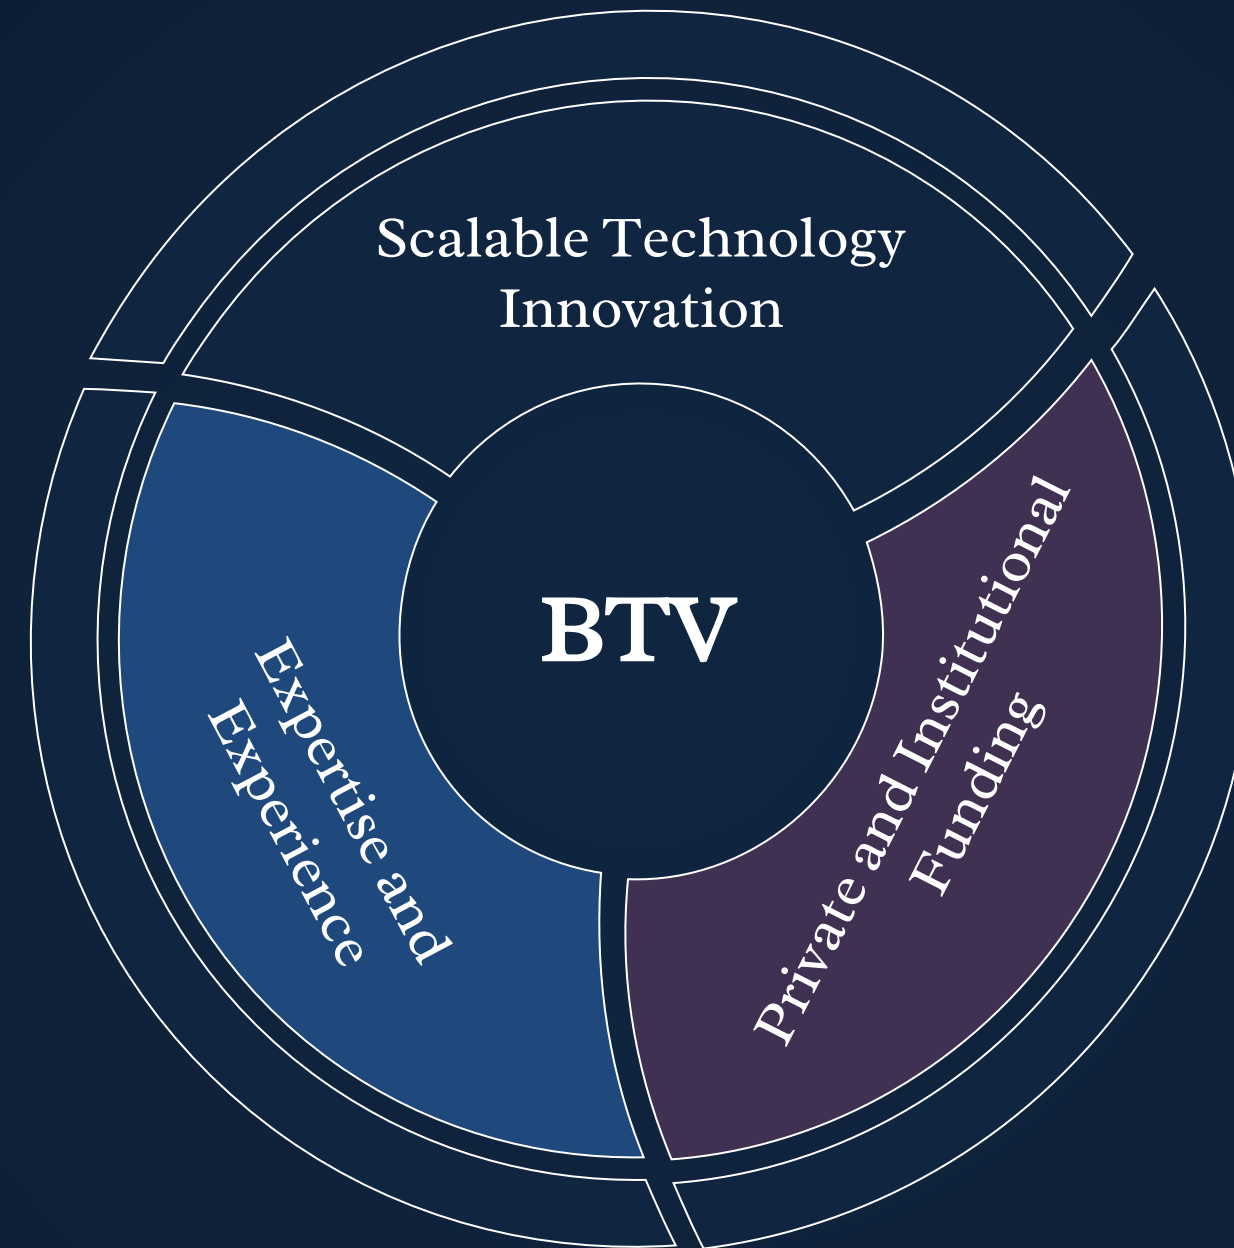 Scalable Technology
Innovation
BTV
Expertise and
Experience
Private and Institutional
Funding